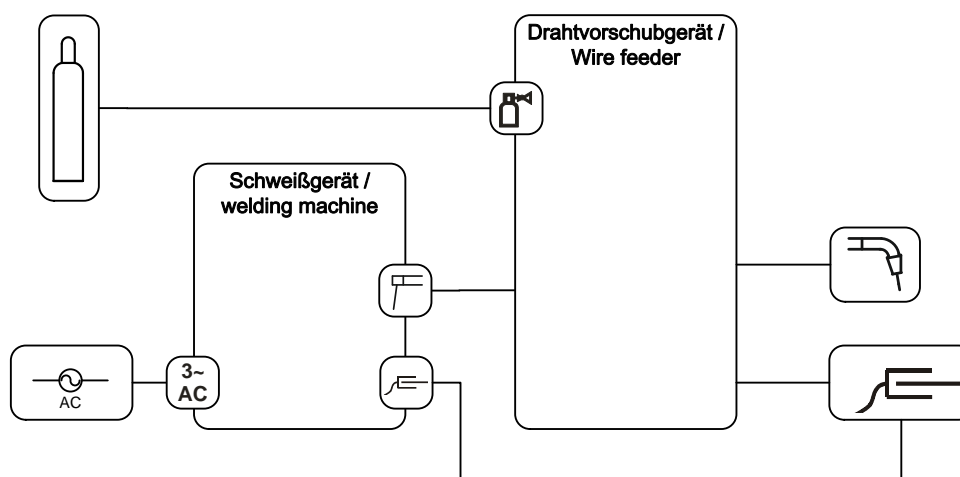 Drahtvorschubgerät /
Wire feeder
Schweißgerät /
welding machine
AC
3~
AC